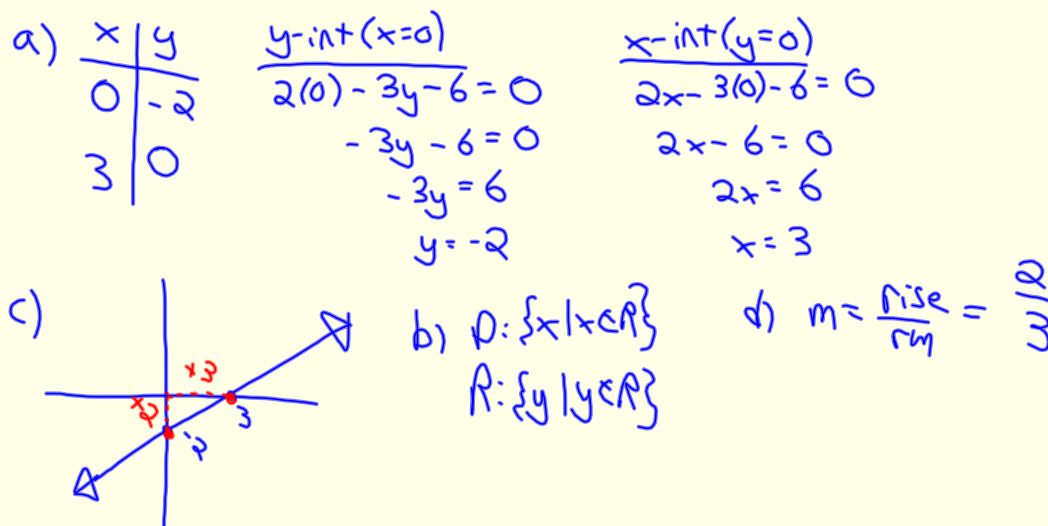 a)
x | y
0 | -2
3 | 0
y-int (x=0)
2(0) - 3y - 6 = 0
-3y - 6 = 0
-3y = 6
y = -2
x-int (y=0)
2x - 3(0) - 6 = 0
2x - 6 = 0
2x = 6
x = 3
c)
+3
+2
3
-2
b) D: {x|x∈R}
R: {y|y∈R}
d) m = rise/run = 2/3